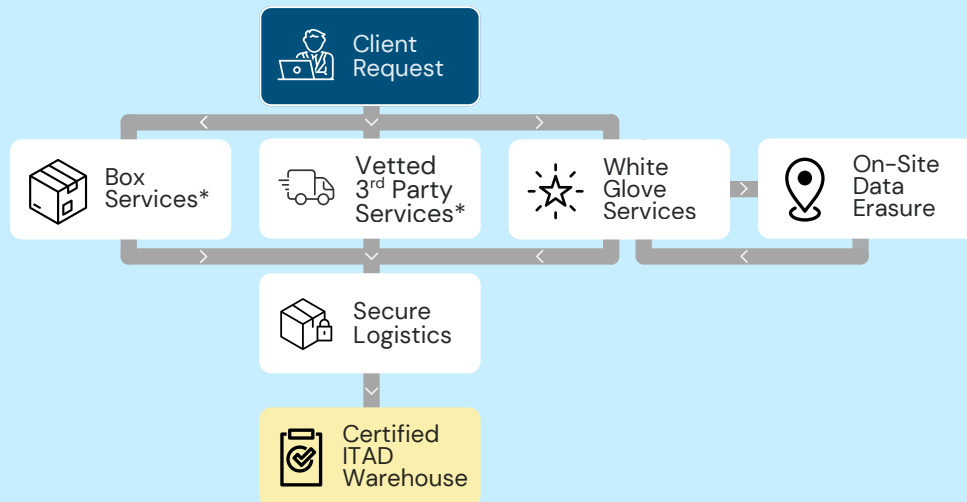 Client
Request
Box
Services*
Vetted
3rd Party
Services*
White
Glove
Services
On-Site
Data
Erasure
Secure
Logistics
Certified
ITAD
Warehouse